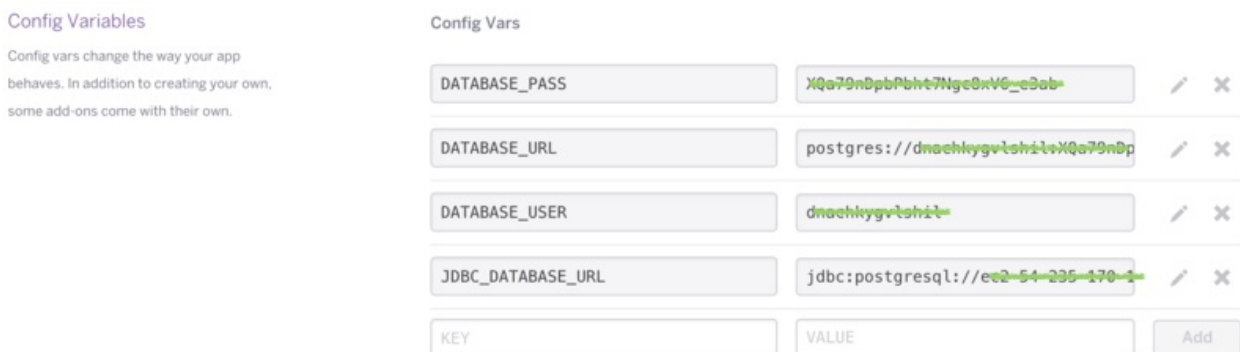 Config Variables
Config vars change the way your app
behaves. In addition to creating your own,
some add-ons come with their own.
Config Vars
DATABASE_PASS
DATABASE_URL postgres://
DATABASE_USER
JDBC_DATABASE_URL jdbc:postgresql://
KEY VALUE Add